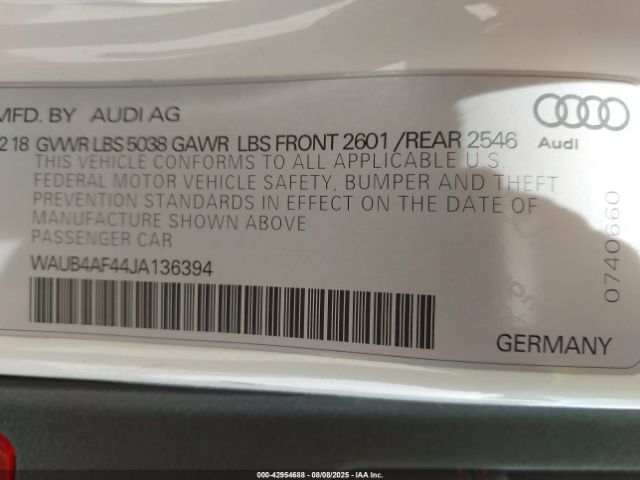 MFD. BY AUDI AG
2 18 GVWR LBS 5038 GAWR LBS FRONT 2601 /REAR 2546
Audi
THIS VEHICLE CONFORMS TO ALL APPLICABLE U.S.
FEDERAL MOTOR VEHICLE SAFETY, BUMPER AND THEFT
PREVENTION STANDARDS IN EFFECT ON THE DATE OF
MANUFACTURE SHOWN ABOVE
PASSENGER CAR
WAUB4AF44JA136394
0740660
GERMANY
000-42954688 - 08/08/2025 - IAA Inc.